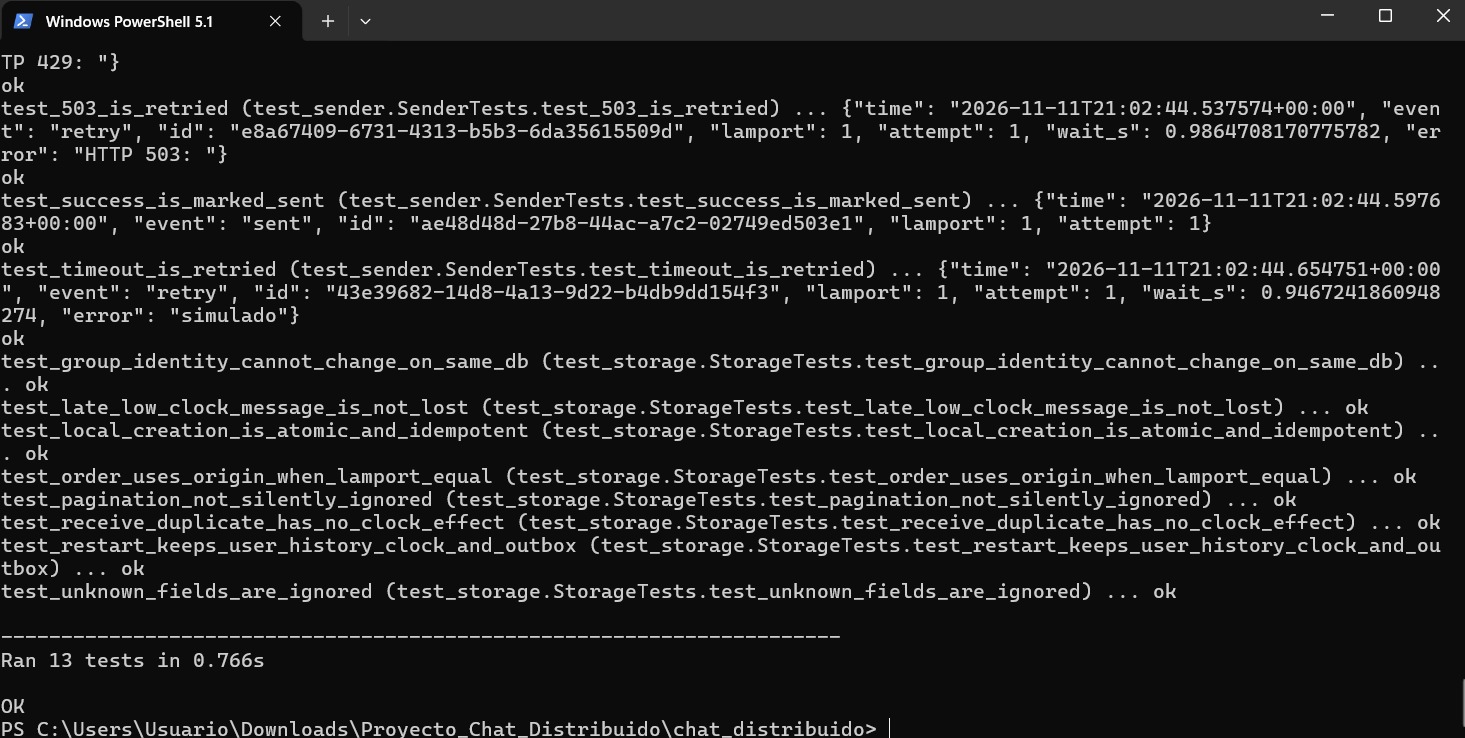 Windows PowerShell 5.1
TP 429: "}
ok
test_503_is_retried (test_sender.SenderTests.test_503_is_retried) ... {"time": "2026-11-11T21:02:44.537574+00:00", "even
t": "retry", "id": "e8a67409-6731-4313-b5b3-6da35615509d", "lamport": 1, "attempt": 1, "wait_s": 0.9864708170775782, "er
ror": "HTTP 503: "}
ok
test_success_is_marked_sent (test_sender.SenderTests.test_success_is_marked_sent) ... {"time": "2026-11-11T21:02:44.5976
83+00:00", "event": "sent", "id": "ae48d48d-27b8-44ac-a7c2-02749ed503e1", "lamport": 1, "attempt": 1}
ok
test_timeout_is_retried (test_sender.SenderTests.test_timeout_is_retried) ... {"time": "2026-11-11T21:02:44.654751+00:00
", "event": "retry", "id": "43e39682-14d8-4a13-9d22-b4db9dd154f3", "lamport": 1, "attempt": 1, "wait_s": 0.9467241860948
274, "error": "simulado"}
ok
test_group_identity_cannot_change_on_same_db (test_storage.StorageTests.test_group_identity_cannot_change_on_same_db) ..
. ok
test_late_low_clock_message_is_not_lost (test_storage.StorageTests.test_late_low_clock_message_is_not_lost) ... ok
test_local_creation_is_atomic_and_idempotent (test_storage.StorageTests.test_local_creation_is_atomic_and_idempotent) ..
. ok
test_order_uses_origin_when_lamport_equal (test_storage.StorageTests.test_order_uses_origin_when_lamport_equal) ... ok
test_pagination_not_silently_ignored (test_storage.StorageTests.test_pagination_not_silently_ignored) ... ok
test_receive_duplicate_has_no_clock_effect (test_storage.StorageTests.test_receive_duplicate_has_no_clock_effect) ... ok
test_restart_keeps_user_history_clock_and_outbox (test_storage.StorageTests.test_restart_keeps_user_history_clock_and_ou
tbox) ... ok
test_unknown_fields_are_ignored (test_storage.StorageTests.test_unknown_fields_are_ignored) ... ok
----------------------------------------------------------------------
Ran 13 tests in 0.766s
OK
PS C:\Users\Usuario\Downloads\Proyecto_Chat_Distribuido\chat_distribuido>